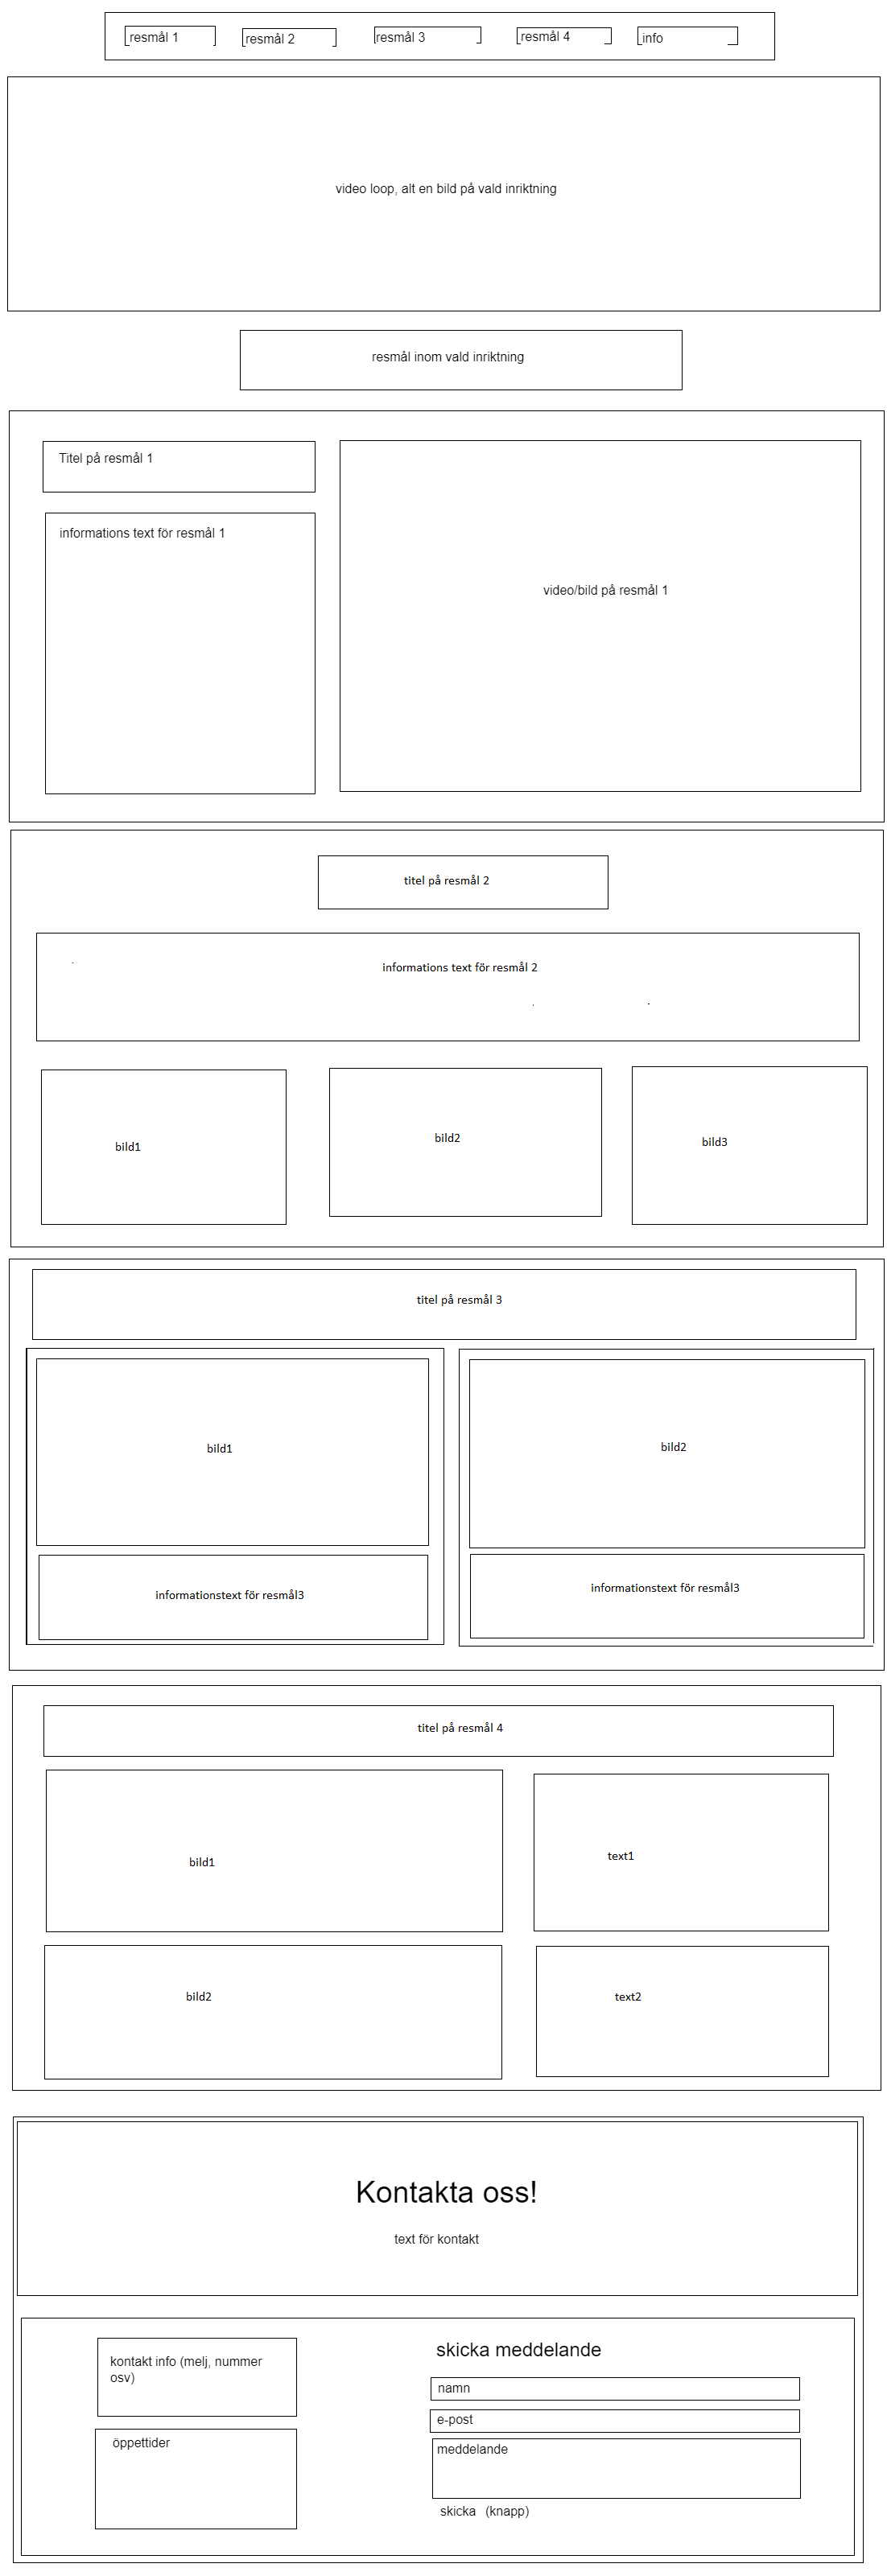 resmål 1
resmål 2
resmål 3
resmål 4
info
video loop, alt en bild på vald inriktning
resmål inom vald inriktning
Titel på resmål 1
informations text för resmål 1
video/bild på resmål 1
titel på resmål 2
informations text för resmål 2
bild1
bild2
bild3
titel på resmål 3
bild1
informationstext för resmål3
bild2
informationstext för resmål3
titel på resmål 4
bild1
text1
bild2
text2
Kontakta oss!
text för kontakt
kontakt info (melj, nummer
osv)
öppettider
skicka meddelande
namn
e-post
meddelande
skicka (knapp)